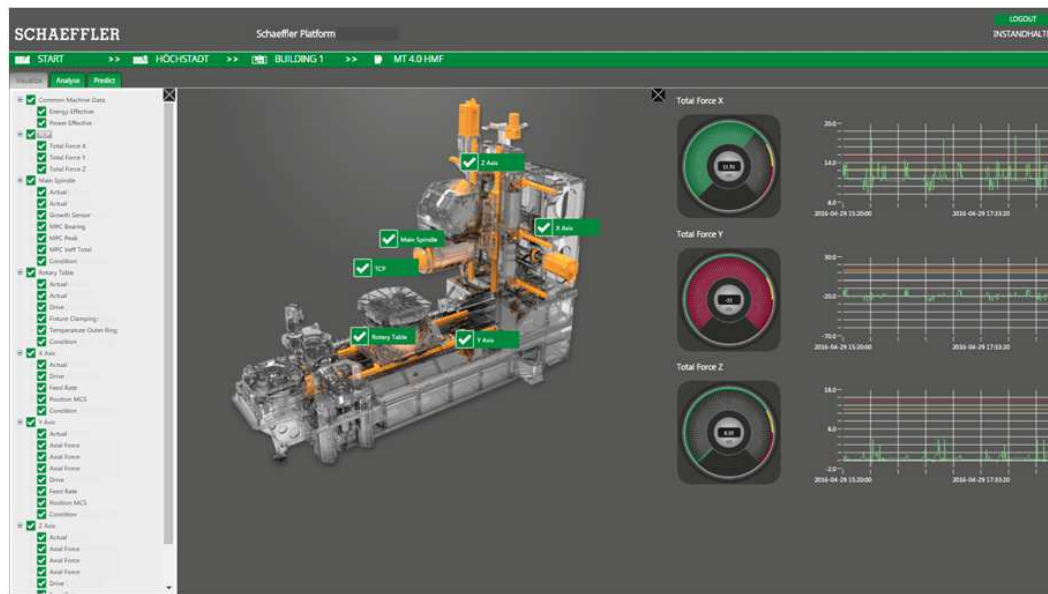 SCHAEFFLER
Schaeffler Platform
LOGOUT
INSTANDHALT
START >> HÖCHSTADT >> BUILDING 1 >> MT 4.0 HMF
Visualize Analyse Predict
Common Machine Data
Energy Effective
Power Effective
TCP
Total Force X
Total Force Y
Total Force Z
Main Spindle
Actual
Actual
Growth Sensor
MPC Bearing
MPC Peak
MPC Veff Total
Condition
Rotary Table
Actual
Actual
Drive
Fixture Clamping
Temperature Outer Ring
Condition
X Axis
Actual
Drive
Feed Rate
Position MCS
Condition
Y Axis
Actual
Axial Force
Axial Force
Axial Force
Drive
Feed Rate
Position MCS
Condition
Z Axis
Actual
Axial Force
Axial Force
Axial Force
Drive
Z Axis
X Axis
Main Spindle
TCP
Rotary Table
Y Axis
Total Force X
20.0
14.0
8.0
2016-04-29 15:20:00 2016-04-29 17:33:20
Total Force Y
30.0
-20.0
-70.0
2016-04-29 15:20:00 2016-04-29 17:33:20
Total Force Z
18.0
8.0
-2.0
2016-04-29 15:20:00 2016-04-29 17:33:20